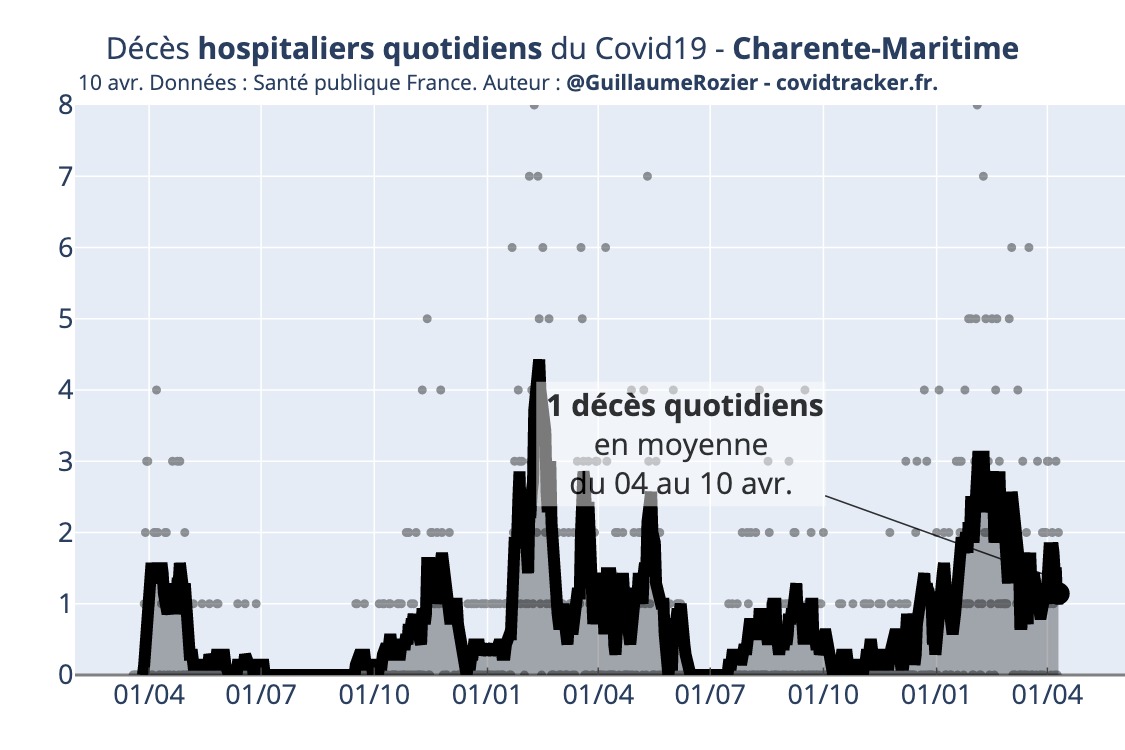 Décès hospitaliers quotidiens du Covid19 - Charente-Maritime
10 avr. Données : Santé publique France. Auteur : @GuillaumeRozier - covidtracker.fr.
8
7
6
5
4
3
2
1
0
1 décès quotidiens
en moyenne
du 04 au 10 avr.
01/04 01/07 01/10 01/01 01/04 01/07 01/10 01/01 01/04